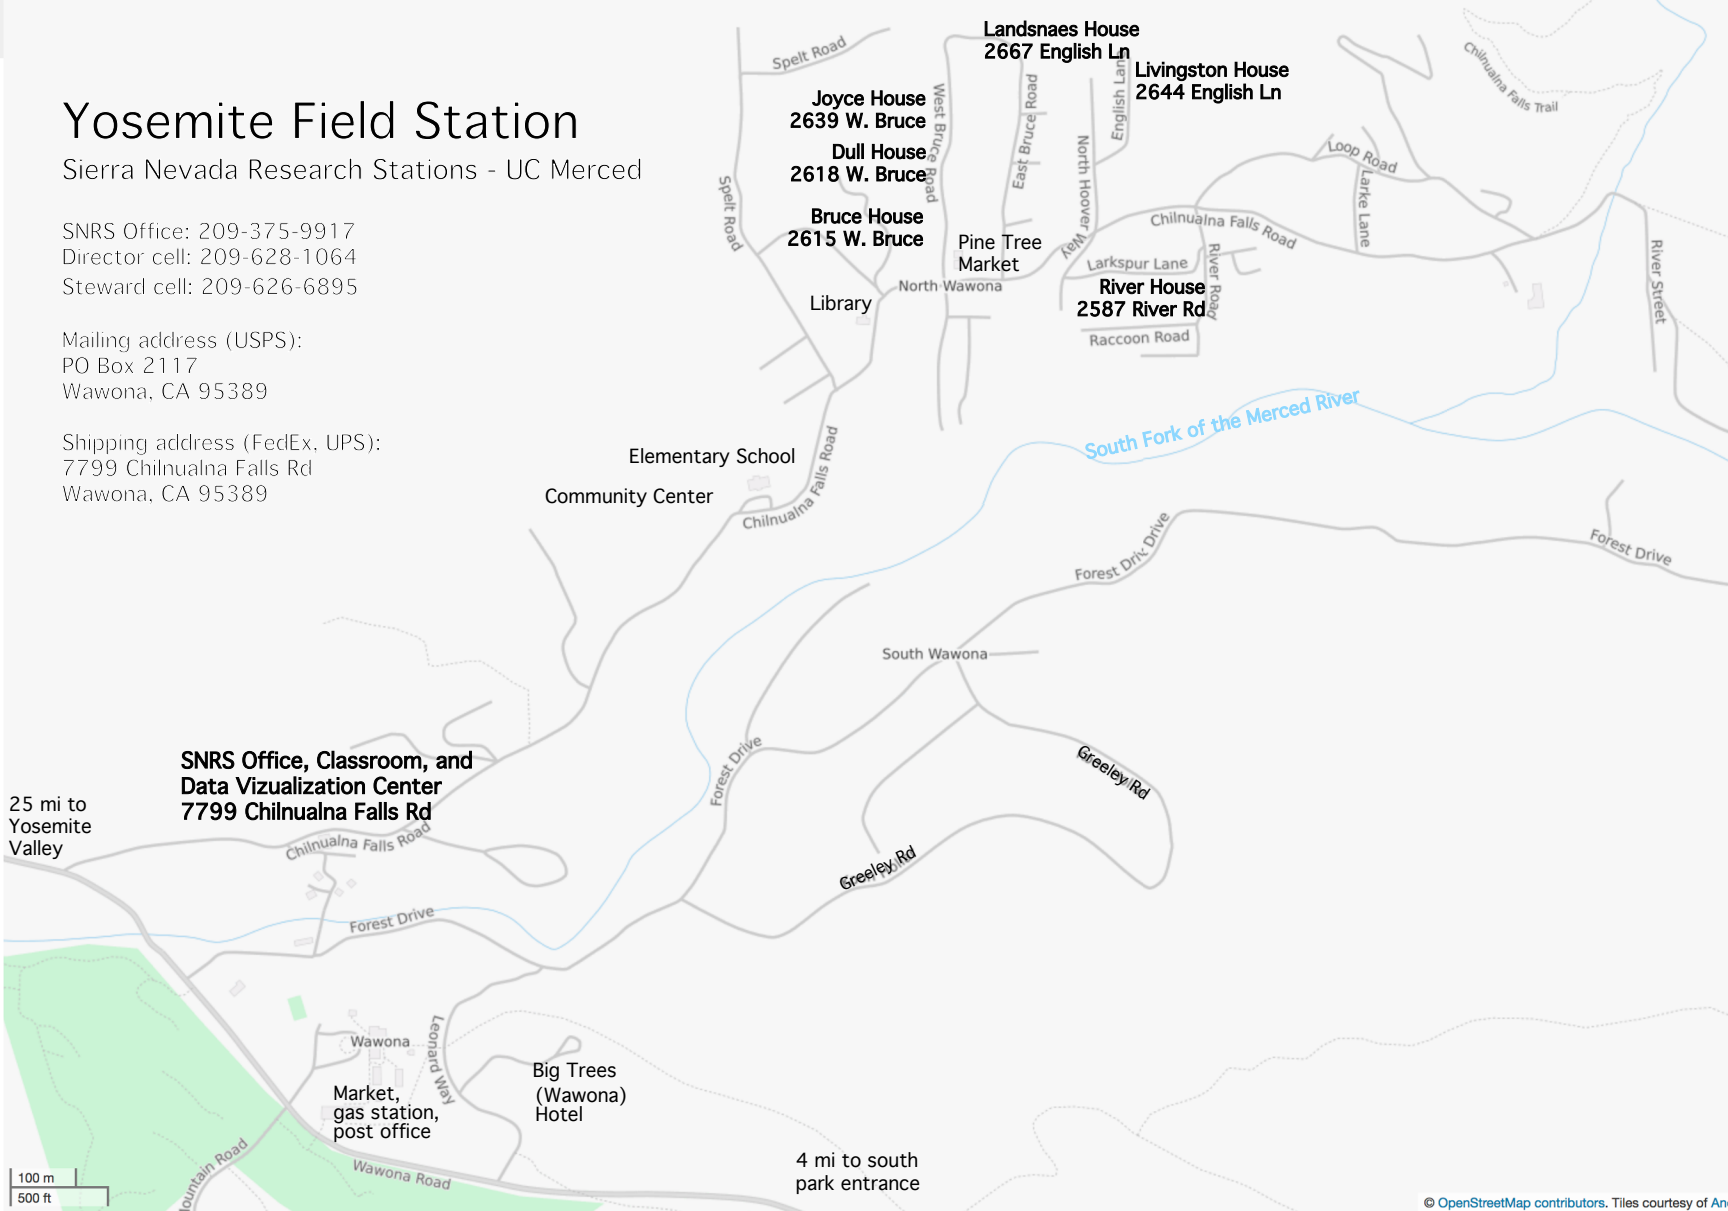 Yosemite Field Station
Sierra Nevada Research Stations - UC Merced
SNRS Office: 209-375-9917
Director cell: 209-628-1064
Steward cell: 209-626-6895
Mailing address (USPS):
PO Box 2117
Wawona, CA 95389
Shipping address (FedEx, UPS):
7799 Chilnualna Falls Rd
Wawona, CA 95389
Spelt Road
Spelt Road
Landsnaes House
2667 English Ln
Livingston House
2644 English Ln
Joyce House
2639 W. Bruce
Dull House
2618 W. Bruce
Bruce House
2615 W. Bruce
West Bruce Road
East Bruce Road
English Lane
North Hoover Way
Chilnualna Falls Trail
Loop Road
Larke Lane
Chilnualna Falls Road
Pine Tree
Market
North Wawona
Larkspur Lane
River Road
River House
2587 River Rd
Raccoon Road
River Street
Library
South Fork of the Merced River
Elementary School
Community Center
Chilnualna Falls Road
Forest Drive
Forest Drive
South Wawona
Forest Drive
Greeley Rd
Greeley Rd
SNRS Office, Classroom, and
Data Vizualization Center
7799 Chilnualna Falls Rd
25 mi to
Yosemite
Valley
Chilnualna Falls Road
Forest Drive
Wawona
Leonard Way
Market,
gas station,
post office
Big Trees
(Wawona)
Hotel
Mountain Road
Wawona Road
4 mi to south
park entrance
100 m
500 ft
© OpenStreetMap contributors. Tiles courtesy of An